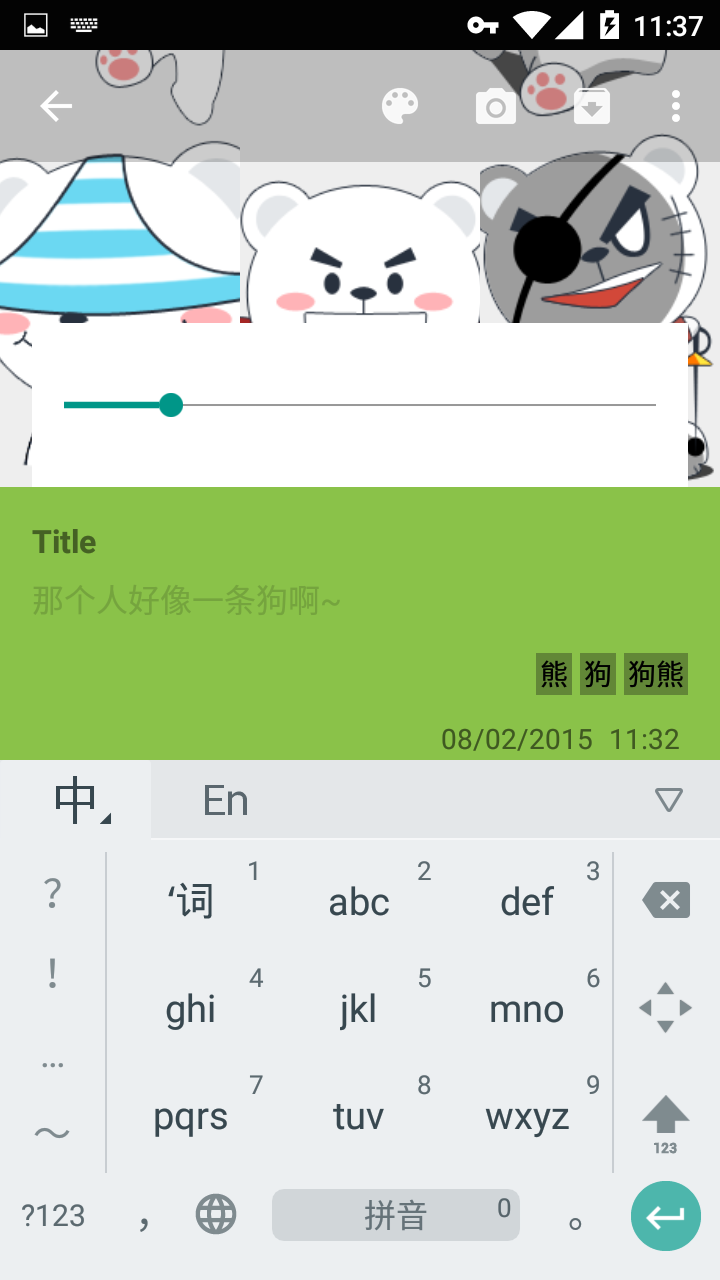 11:37
Title
那个人好像一条狗啊~
熊 狗 狗熊
08/02/2015 11:32
中 En
1 2 3
? ‘词 abc def
4 5 6
! ghi jkl mno
...
7 8 9
～ pqrs tuv wxyz
123
?123 ， 拼音 0 。